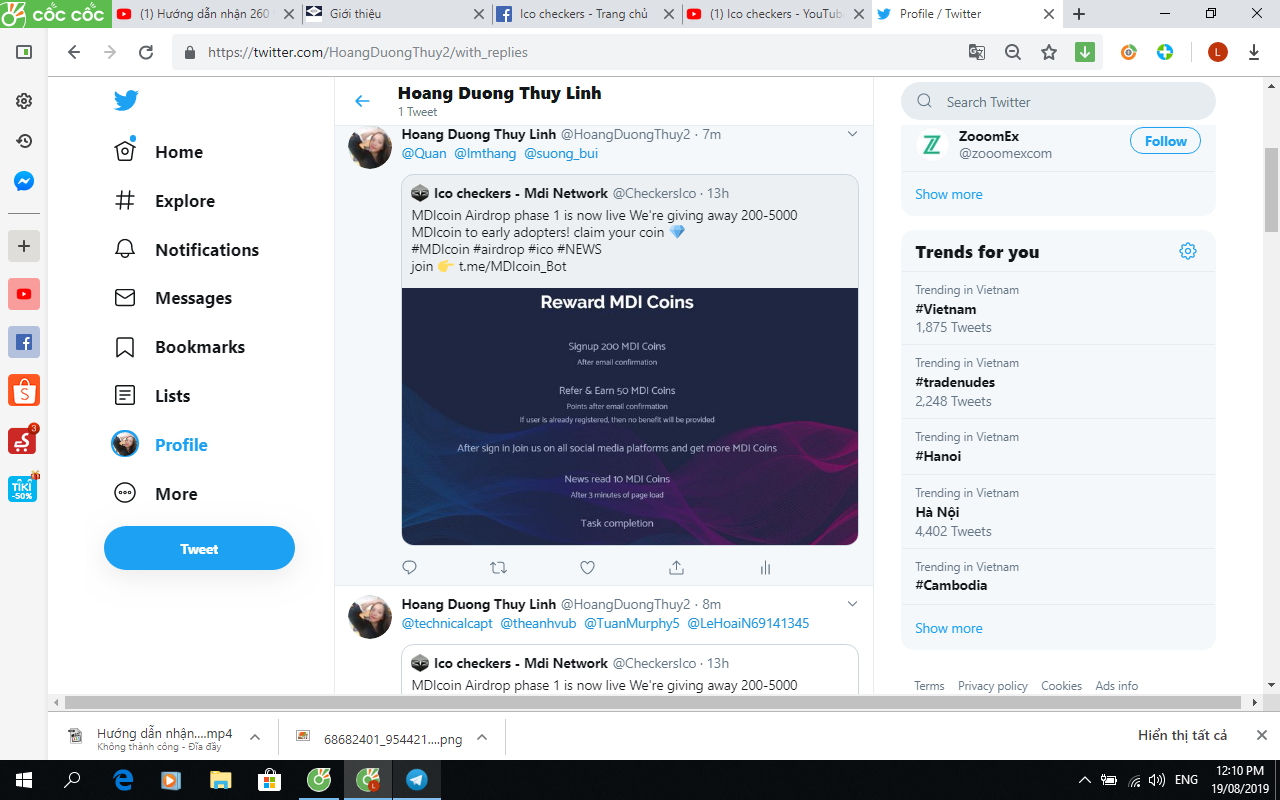 cốc cốc
(1) Hướng dẫn nhận 260
Giới thiệu
Ico checkers - Trang chủ
(1) Ico checkers - YouTub
Profile / Twitter
https://twitter.com/HoangDuongThuy2/with_replies
L
Home
Explore
Notifications
Messages
Bookmarks
Lists
Profile
More
Tweet
3
TIKI
-50%
Hoang Duong Thuy Linh
1 Tweet
Hoang Duong Thuy Linh @HoangDuongThuy2 · 7m
@Quan @Imthang @suong_bui
Ico checkers - Mdi Network @CheckersIco · 13h
MDIcoin Airdrop phase 1 is now live We're giving away 200-5000
MDIcoin to early adopters! claim your coin 💎
#MDIcoin #airdrop #ico #NEWS
join 👉 t.me/MDIcoin_Bot
Reward MDI Coins
Signup 200 MDI Coins
After email confirmation
Refer & Earn 50 MDI Coins
Points after email confirmation
If user is already registered, then no benefit will be provided
After sign in Join us on all social media platforms and get more MDI Coins
News read 10 MDI Coins
After 3 minutes of page load
Task completion
Hoang Duong Thuy Linh @HoangDuongThuy2 · 8m
@technicalcapt @theanhvub @TuanMurphy5 @LeHoaiN69141345
Ico checkers - Mdi Network @CheckersIco · 13h
MDIcoin Airdrop phase 1 is now live We're giving away 200-5000
Search Twitter
ZooomEx
@zooomexcom
Follow
Show more
Trends for you
Trending in Vietnam
#Vietnam
1,875 Tweets
Trending in Vietnam
#tradenudes
2,248 Tweets
Trending in Vietnam
#Hanoi
Trending in Vietnam
Hà Nội
4,402 Tweets
Trending in Vietnam
#Cambodia
Show more
Terms Privacy policy Cookies Ads info
Hướng dẫn nhận....mp4
Không thành công - Đĩa đầy
68682401_954421....png
Hiển thị tất cả
ENG
12:10 PM
19/08/2019